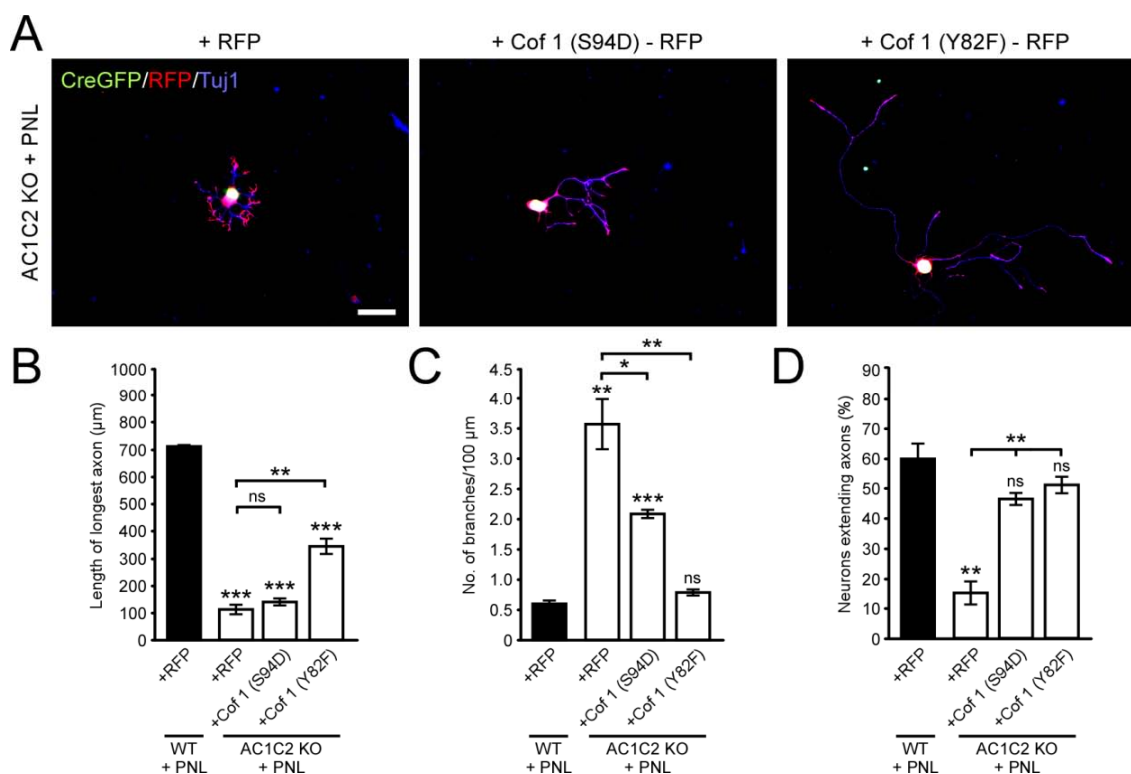 A
+ RFP
+ Cof 1 (S94D) - RFP
+ Cof 1 (Y82F) - RFP
AC1C2 KO + PNL
CreGFP/RFP/Tuj1
B
Length of longest axon (µm)
1000
900
800
700
600
500
400
300
200
100
0
**
ns
***
***
***
+RFP
+RFP
+Cof 1 (S94D)
+Cof 1 (Y82F)
WT
+ PNL
AC1C2 KO
+ PNL
C
No. of branches/100 µm
4.5
4.0
3.5
3.0
2.5
2.0
1.5
1.0
0.5
0
**
*
**
***
ns
+RFP
+RFP
+Cof 1 (S94D)
+Cof 1 (Y82F)
WT
+ PNL
AC1C2 KO
+ PNL
D
Neurons extending axons (%)
90
80
70
60
50
40
30
20
10
0
**
ns
ns
**
+RFP
+RFP
+Cof 1 (S94D)
+Cof 1 (Y82F)
WT
+ PNL
AC1C2 KO
+ PNL